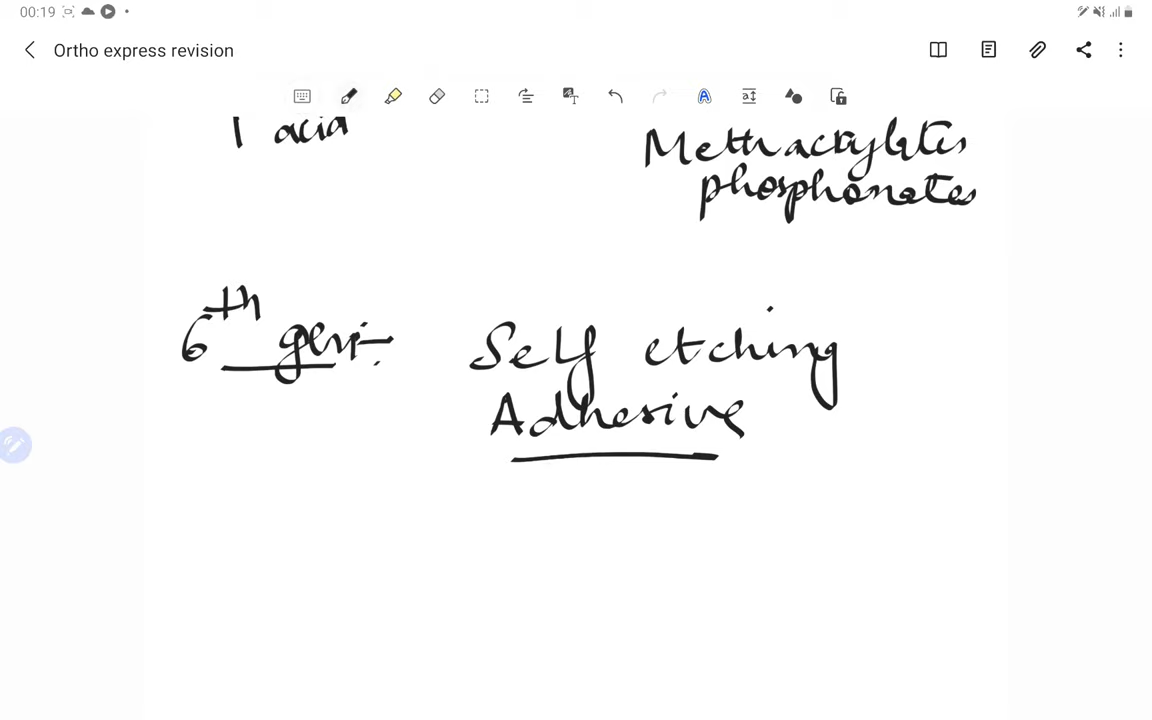 00:19
Ortho express revision
acid
Methacrylates
phosphonates
6th gen:-
Self etching
Adhesive